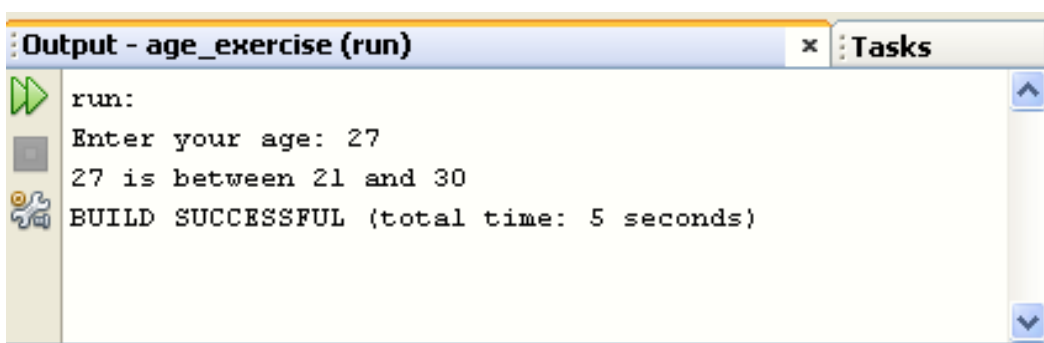 Output - age_exercise (run) x Tasks
run:
Enter your age: 27
27 is between 21 and 30
BUILD SUCCESSFUL (total time: 5 seconds)